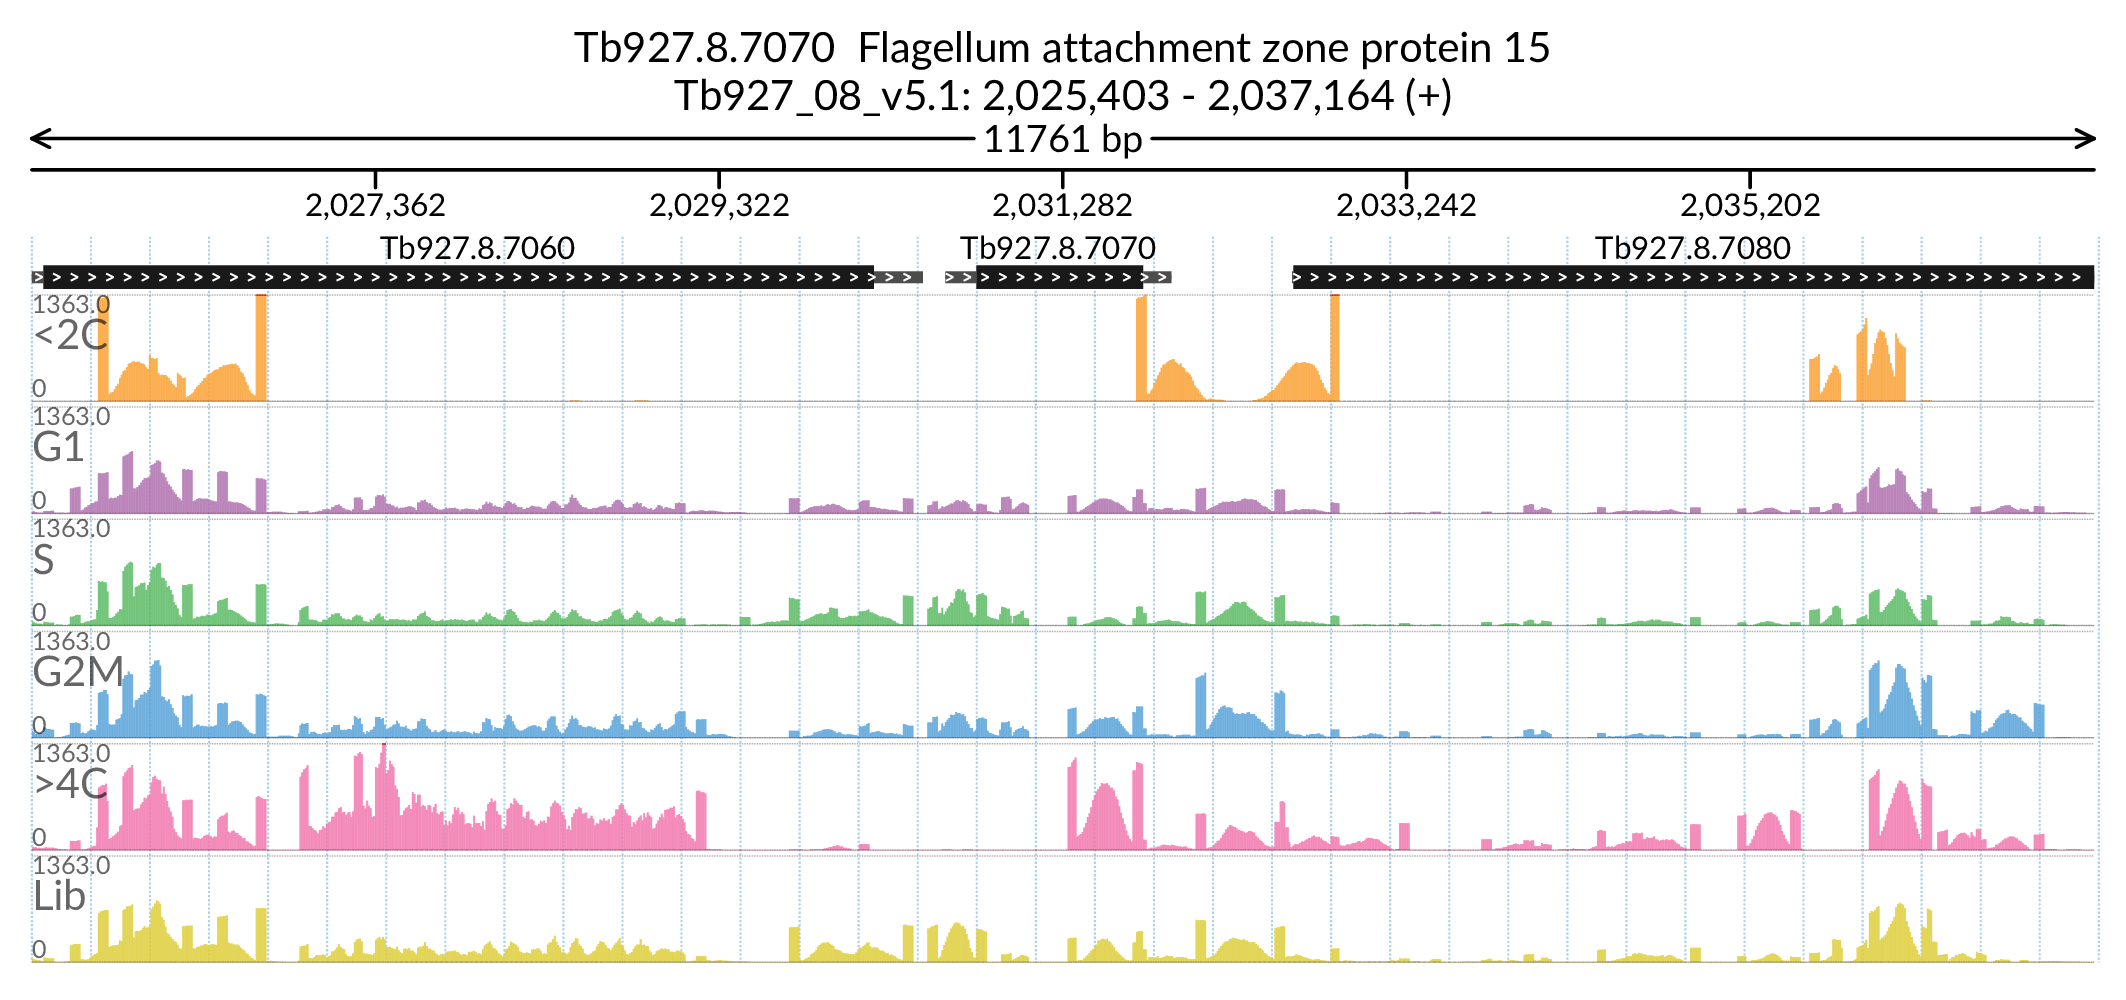 Tb927.8.7070  Flagellum attachment zone protein 15
Tb927_08_v5.1: 2,025,403 - 2,037,164 (+)
11761 bp
2,027,362 2,029,322 2,031,282 2,033,242 2,035,202
Tb927.8.7060 Tb927.8.7070 Tb927.8.7080
1363.0
<2C
0
1363.0
G1
0
1363.0
S
0
1363.0
G2M
0
1363.0
>4C
0
1363.0
Lib
0